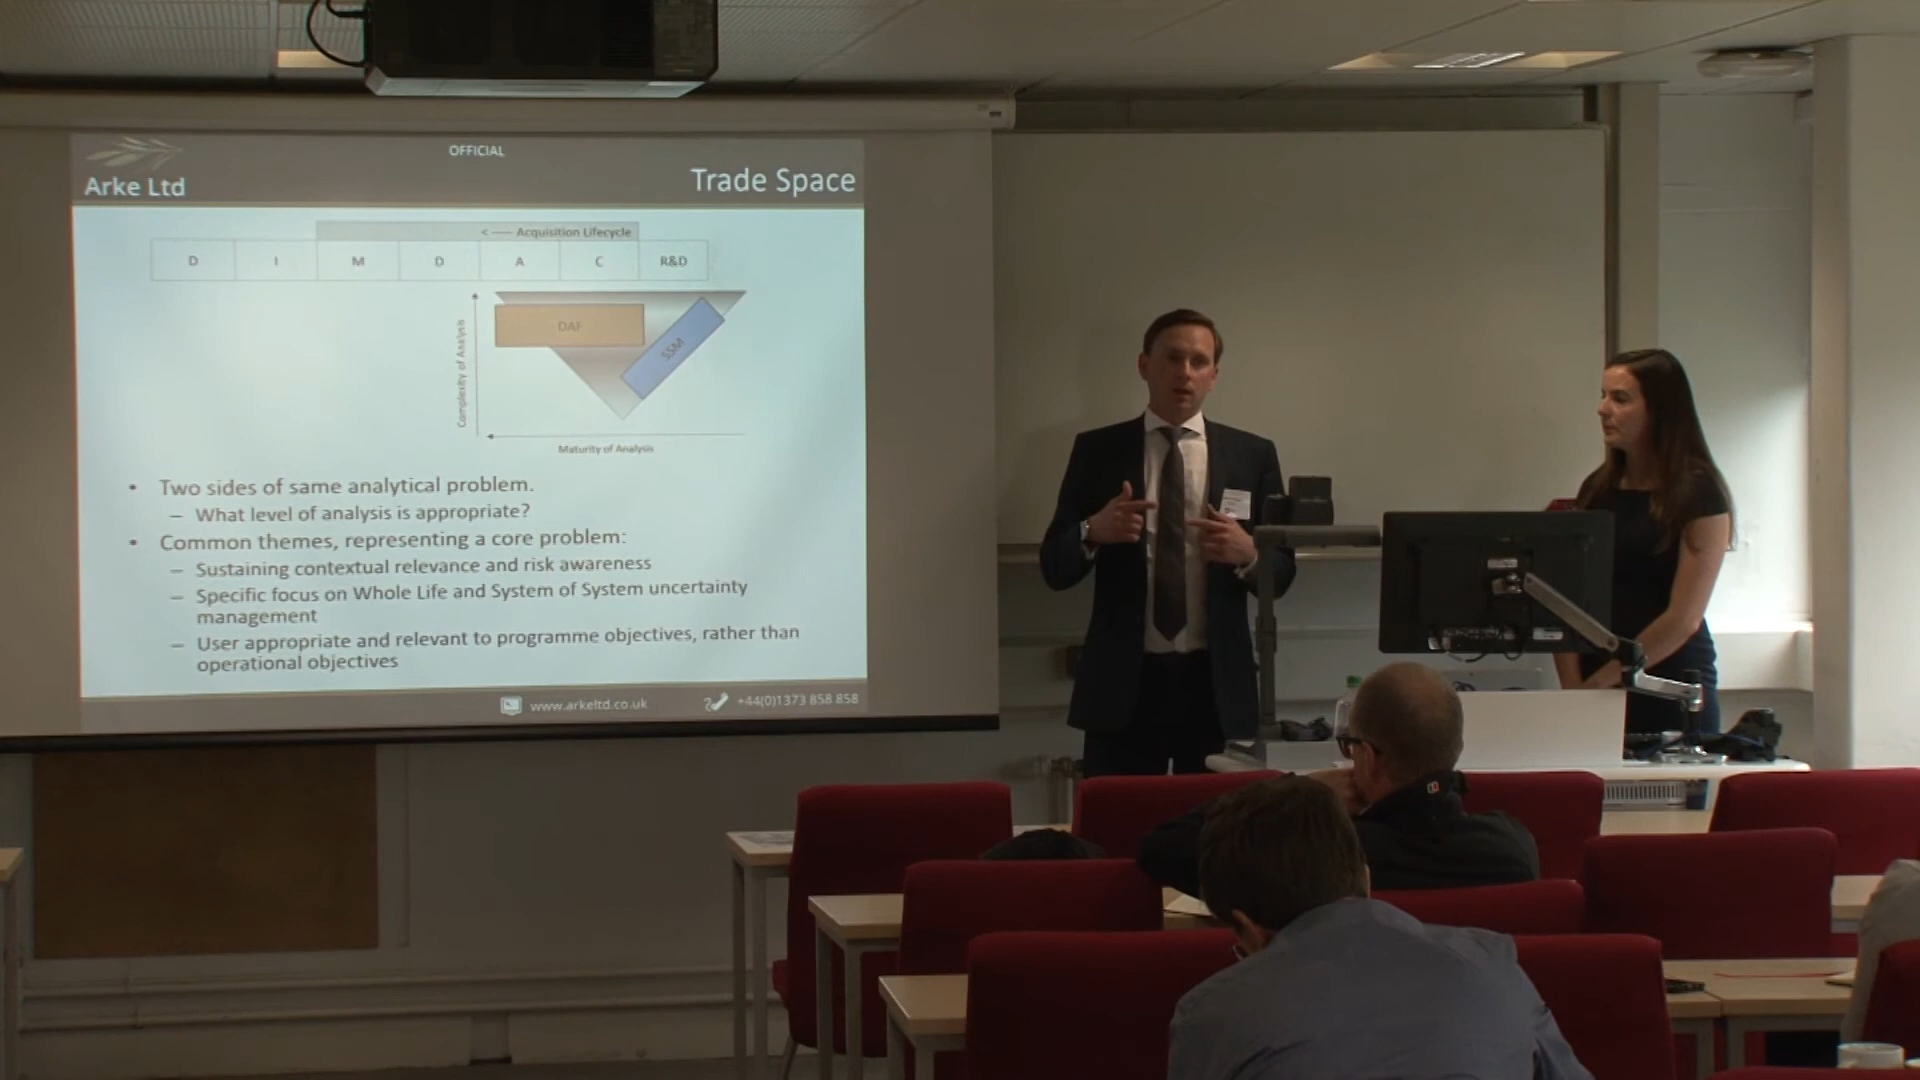 OFFICIAL
Arke Ltd
Trade Space
<---- Acquisition Lifecycle
D I M D A C R&D
DAF
SSM
Complexity of Analysis
Maturity of Analysis
• Two sides of same analytical problem.
– What level of analysis is appropriate?
• Common themes, representing a core problem:
– Sustaining contextual relevance and risk awareness
– Specific focus on Whole Life and System of System uncertainty
management
– User appropriate and relevant to programme objectives, rather than
operational objectives
www.arkeltd.co.uk
+44(0)1373 858 858